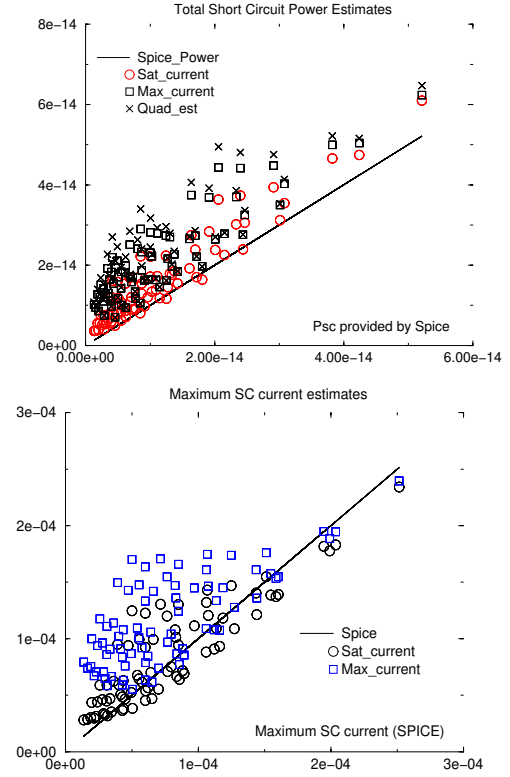 Total Short Circuit Power Estimates
8e−14
Spice_Power
Sat_current
Max_current
Quad_est
6e−14
4e−14
2e−14
Psc provided by Spice
0e+00
0.00e−14 2.00e−14 4.00e−14 6.00e−14
Maximum SC current estimates
3e−04
2e−04
Spice
Sat_current
Max_current
1e−04
Maximum SC current (SPICE)
0e+00
0e−00 1e−04 2e−04 3e−04